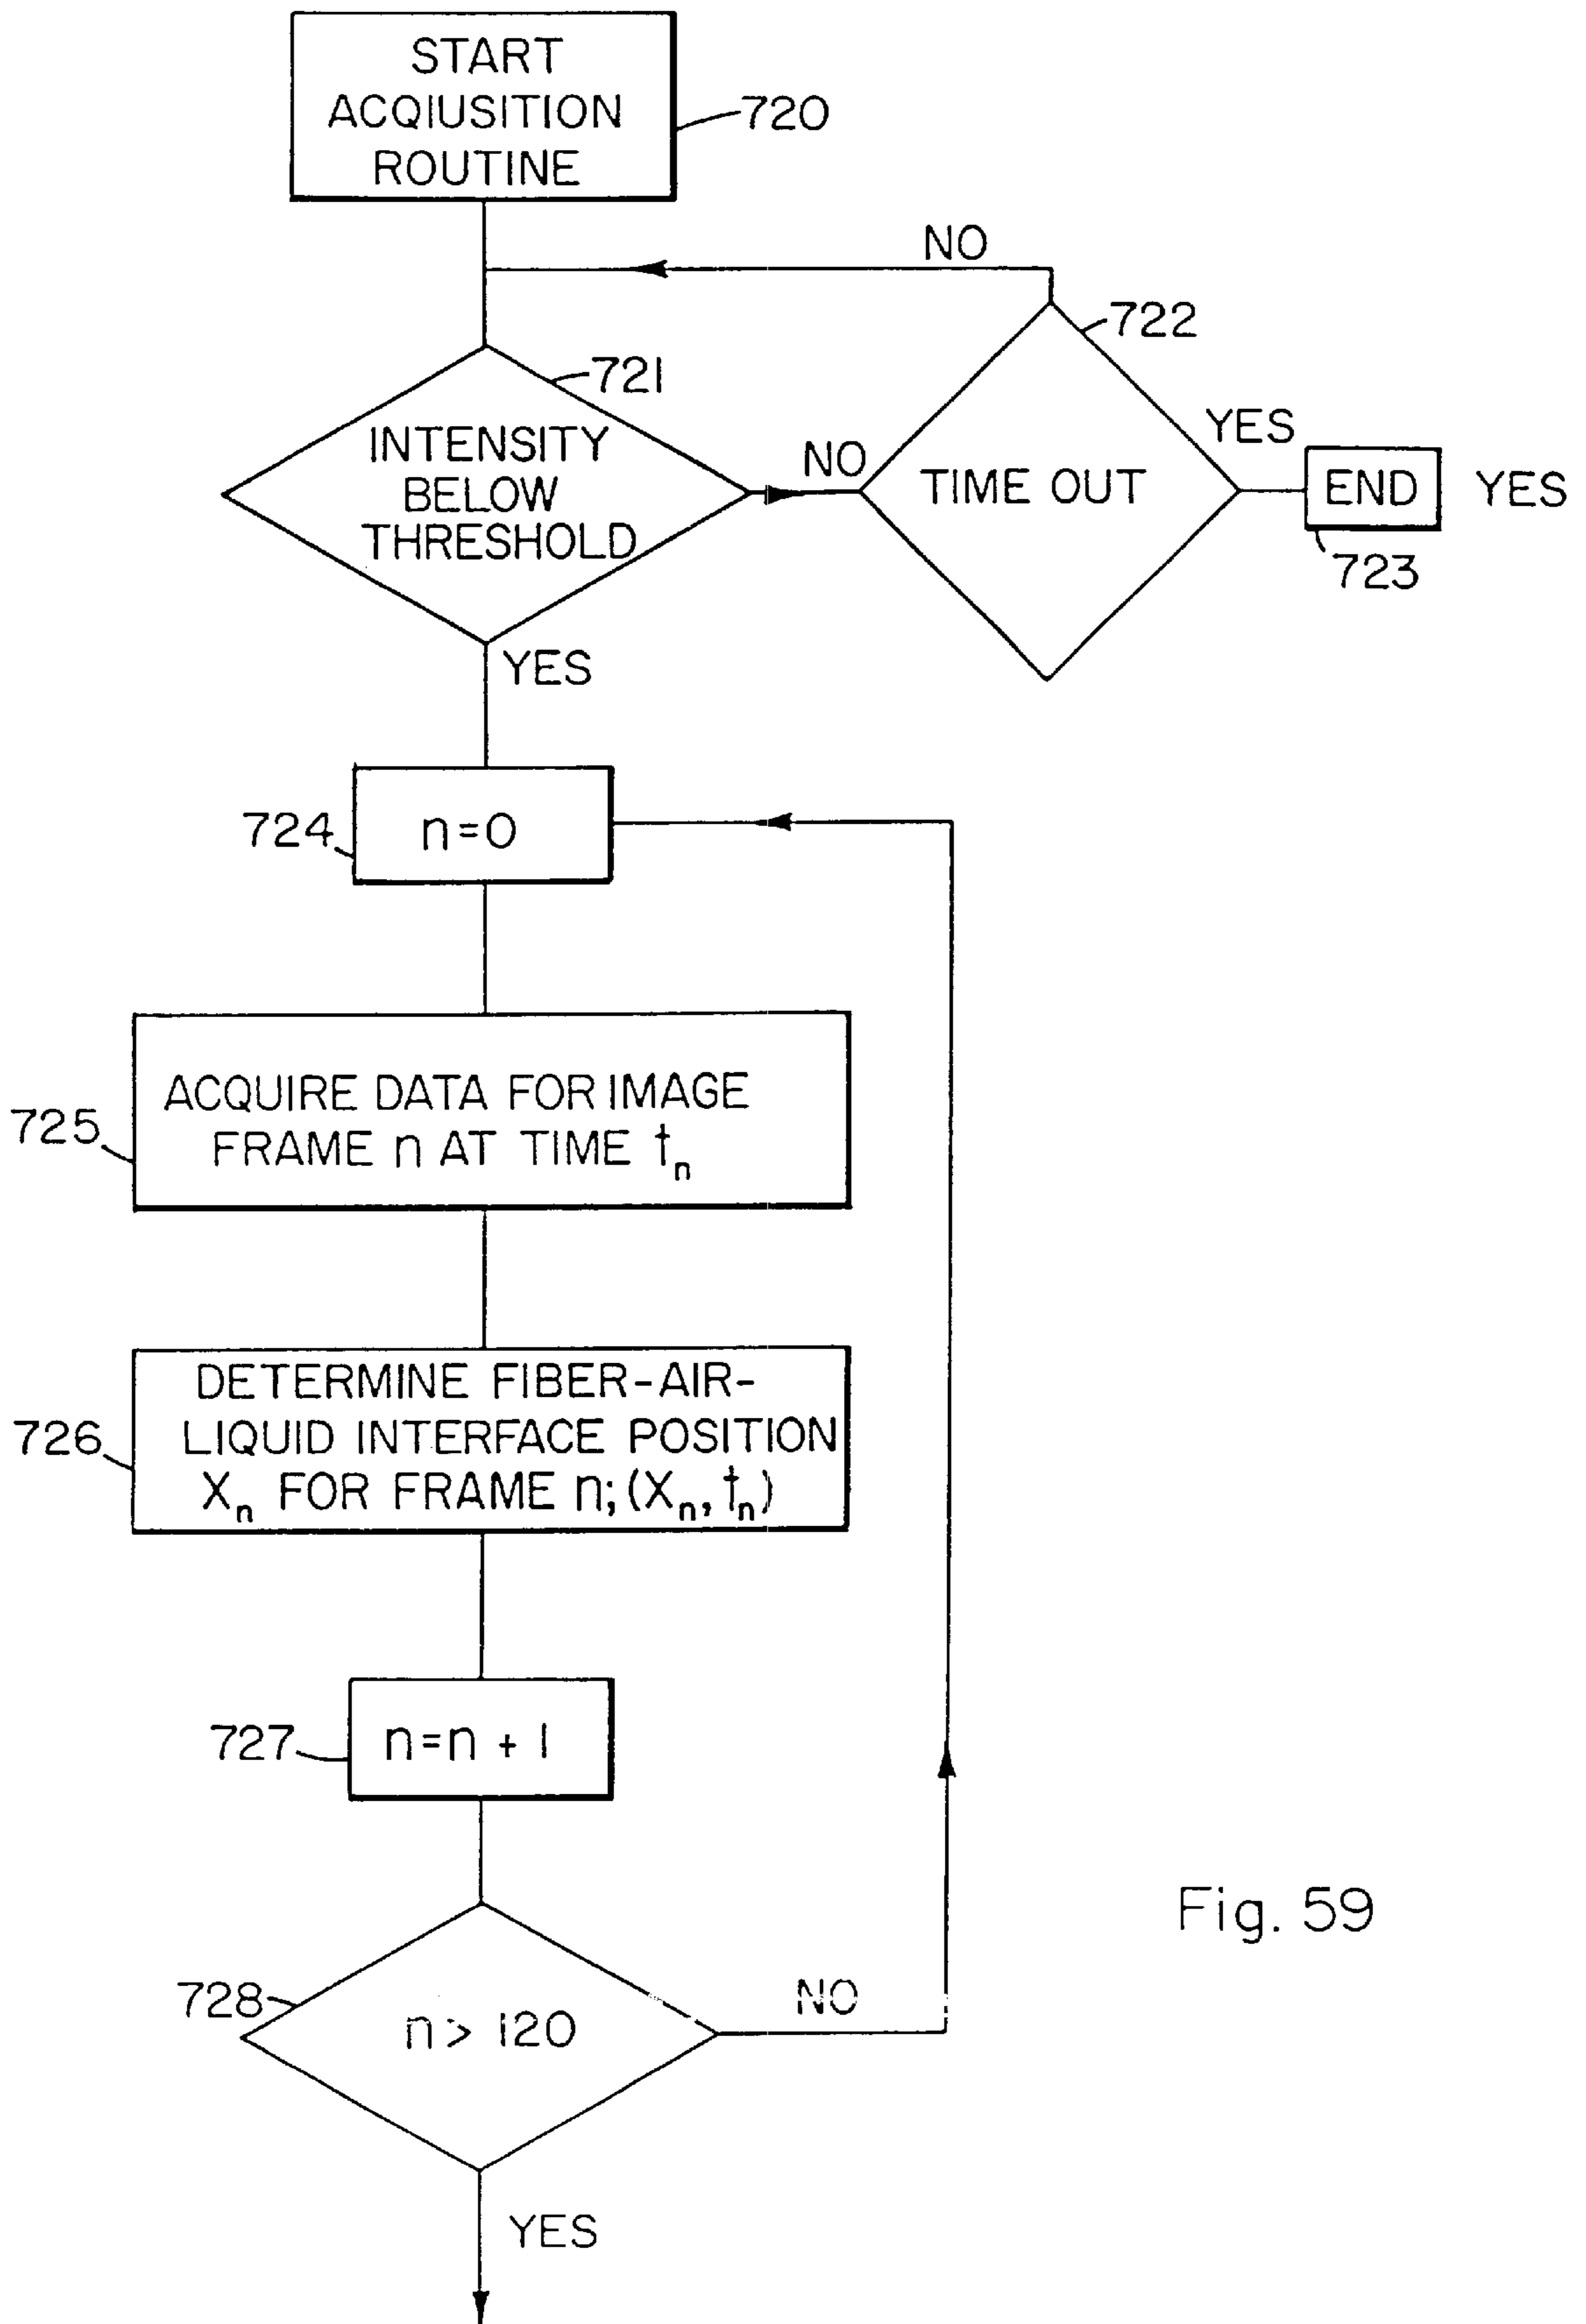 START
ACQIUSITION
ROUTINE
720
NO
722
721
INTENSITY
BELOW
THRESHOLD
NO
TIME OUT
YES
END
YES
723
YES
724
n=0
725
ACQUIRE DATA FOR IMAGE
FRAME n AT TIME tn
726
DETERMINE FIBER-AIR-
LIQUID INTERFACE POSITION
Xn FOR FRAME n; (Xn, tn)
727
n=n + 1
728
n> 120
NO
YES
Fig. 59